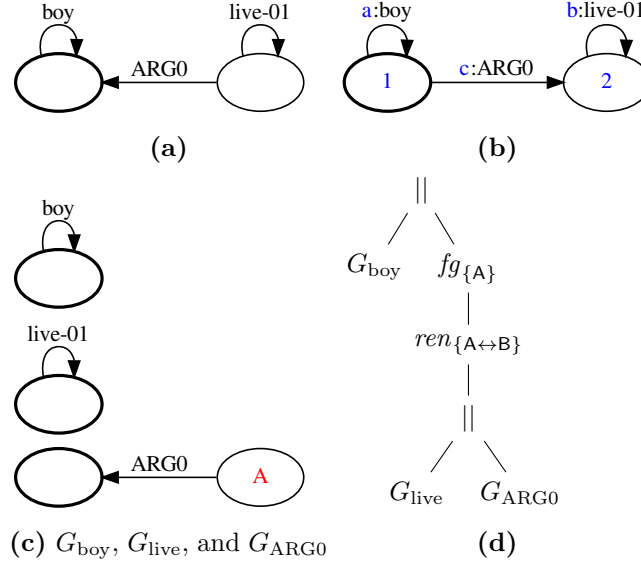 boy
live-01
ARG0
(a)
a:boy
b:live-01
1
c:ARG0
2
(b)
boy
live-01
ARG0
A
(c) G_boy, G_live, and G_ARG0
||
G_boy fg_{A}
ren_{A↔B}
||
G_live G_ARG0
(d)